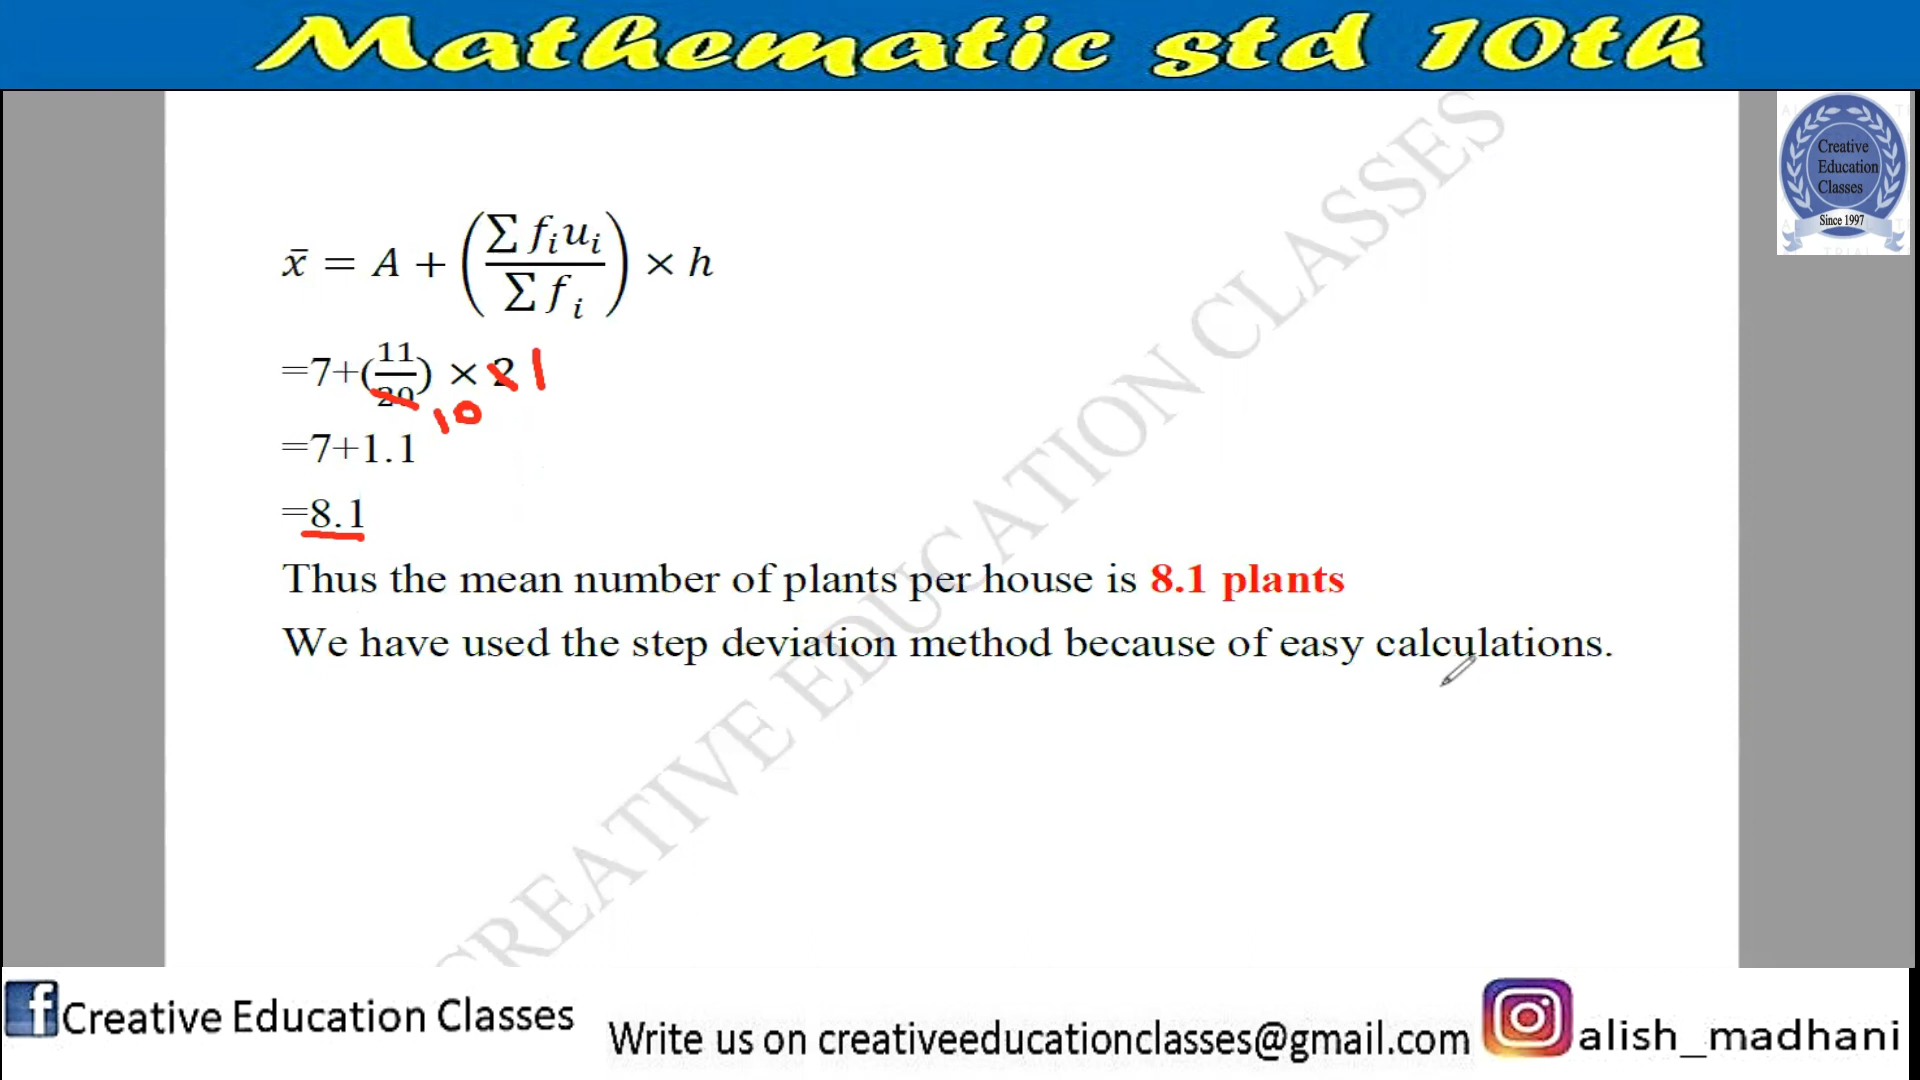 Mathematic std 10th
Creative
Education
Classes
Since 1997
x̄ = A + (∑ fᵢuᵢ / ∑ fᵢ) × h
=7+(11/20) × 2 1
10
=7+1.1
=8.1
Thus the mean number of plants per house is 8.1 plants
We have used the step deviation method because of easy calculations.
CREATIVE EDUCATION CLASSES
Creative Education Classes
Write us on creativeeducationclasses@gmail.com
alish_madhani